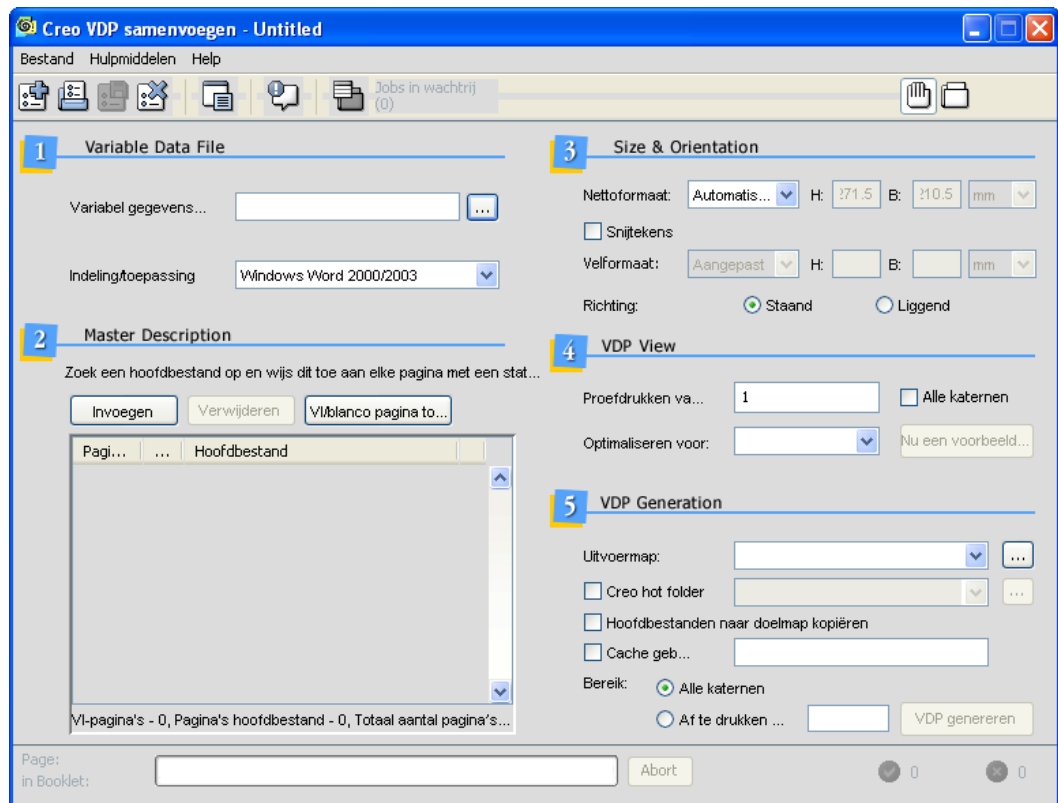 Creo VDP samenvoegen - Untitled
Bestand Hulpmiddelen Help
Jobs in wachtrij
(0)
1 Variable Data File
Variabel gegevens... ...
Indeling/toepassing Windows Word 2000/2003
2 Master Description
Zoek een hoofdbestand op en wijs dit toe aan elke pagina met een stat...
Invoegen Verwijderen VI/blanco pagina to...
Pagi... ... Hoofdbestand
VI-pagina's - 0, Pagina's hoofdbestand - 0, Totaal aantal pagina's...
3 Size & Orientation
Nettoformaat: Automatis... H: 271.5 B: 210.5 mm
Snijtekens
Velformaat: Aangepast H: B: mm
Richting: Staand Liggend
4 VDP View
Proefdrukken va... 1 Alle katernen
Optimaliseren voor: Nu een voorbeeld...
5 VDP Generation
Uitvoermap: ...
Creo hot folder ...
Hoofdbestanden naar doelmap kopiëren
Cache geb...
Bereik: Alle katernen
Af te drukken ... VDP genereren
Page:
in Booklet: Abort 0 0